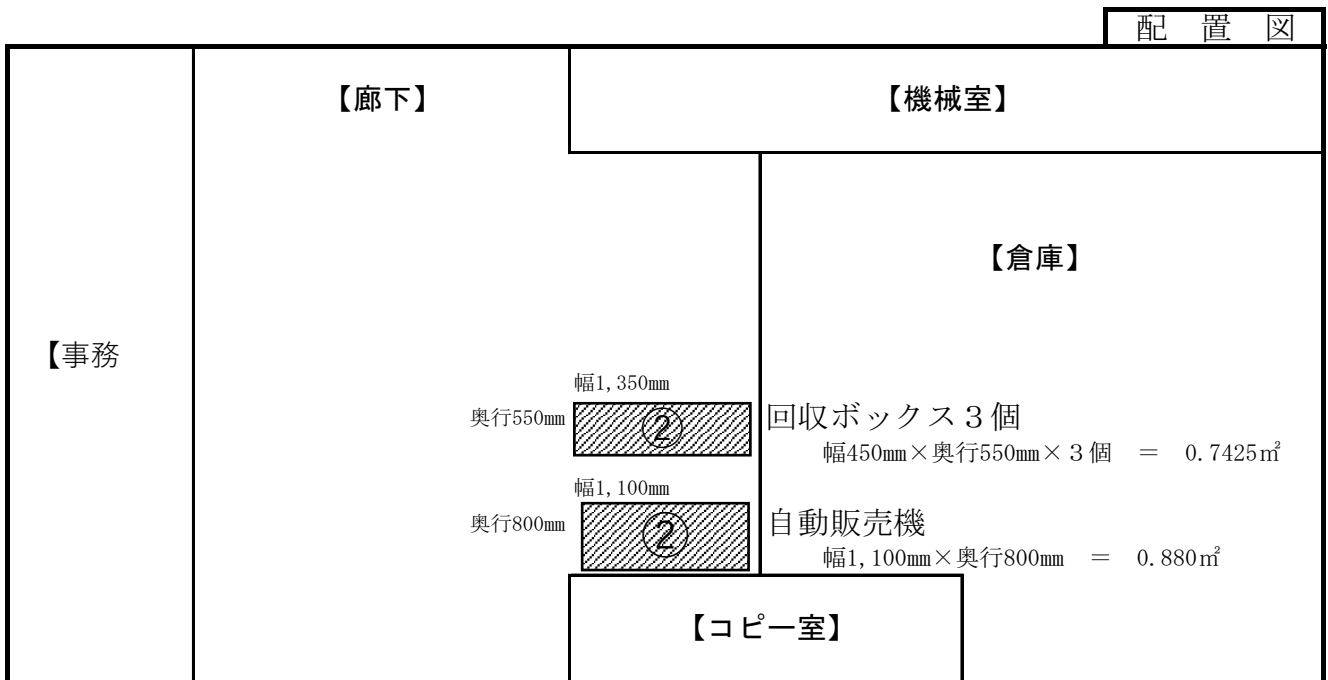 配 置 図
【廊下】
【機械室】
【倉庫】
【事務
幅1,350㎜
奥行550㎜
②
回収ボックス３個
幅450㎜×奥行550㎜×３個 ＝ 0.7425㎡
幅1,100㎜
奥行800㎜
②
自動販売機
幅1,100㎜×奥行800㎜ ＝ 0.880㎡
【コピー室】